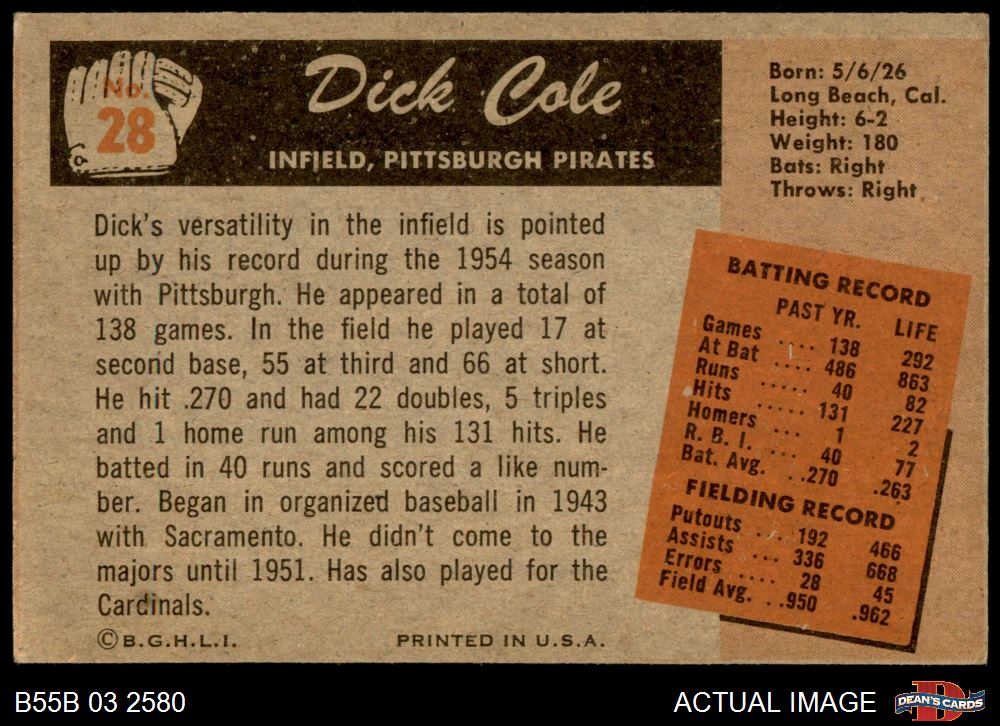 No.
28
Dick Cole
INFIELD, PITTSBURGH PIRATES
Born: 5/6/26
Long Beach, Cal.
Height: 6-2
Weight: 180
Bats: Right
Throws: Right
Dick's versatility in the infield is pointed
up by his record during the 1954 season
with Pittsburgh. He appeared in a total of
138 games. In the field he played 17 at
second base, 55 at third and 66 at short.
He hit .270 and had 22 doubles, 5 triples
and 1 home run among his 131 hits. He
batted in 40 runs and scored a like num-
ber. Began in organized baseball in 1943
with Sacramento. He didn't come to the
majors until 1951. Has also played for the
Cardinals.
©B.G.H.L.I. PRINTED IN U.S.A.
BATTING RECORD
PAST YR. LIFE
Games .... 138 292
At Bat .... 486 863
Runs ..... 40 82
Hits ..... 131 227
Homers ... 1 2
R. B. I. ... 40 77
Bat. Avg. ..270 .263
FIELDING RECORD
Putouts ... 192 466
Assists ... 336 668
Errors .... 28 45
Field Avg. ..950 .962
B55B 03 2580 ACTUAL IMAGE
D
DEAN'S CARDS